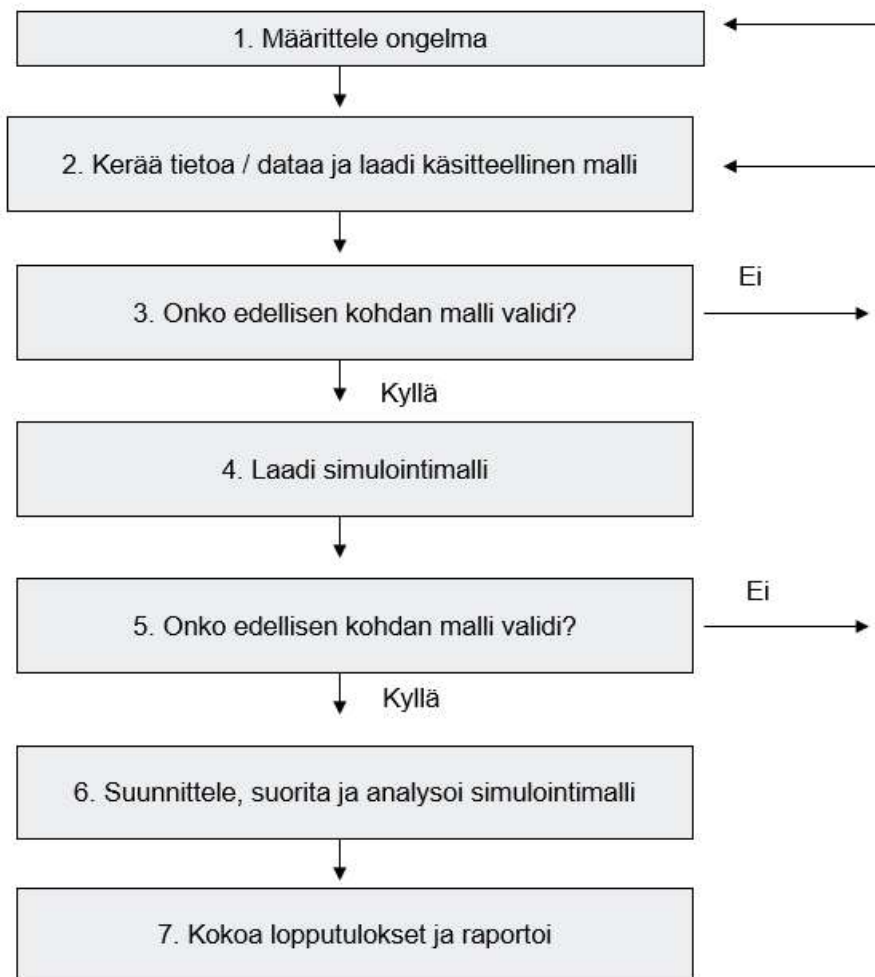 1. Määrittele ongelma
2. Kerää tietoa / dataa ja laadi käsitteellinen malli
Ei
3. Onko edellisen kohdan malli validi?
Kyllä
4. Laadi simulointimalli
Ei
5. Onko edellisen kohdan malli validi?
Kyllä
6. Suunnittele, suorita ja analysoi simulointimalli
7. Kokoa lopputulokset ja raportoi